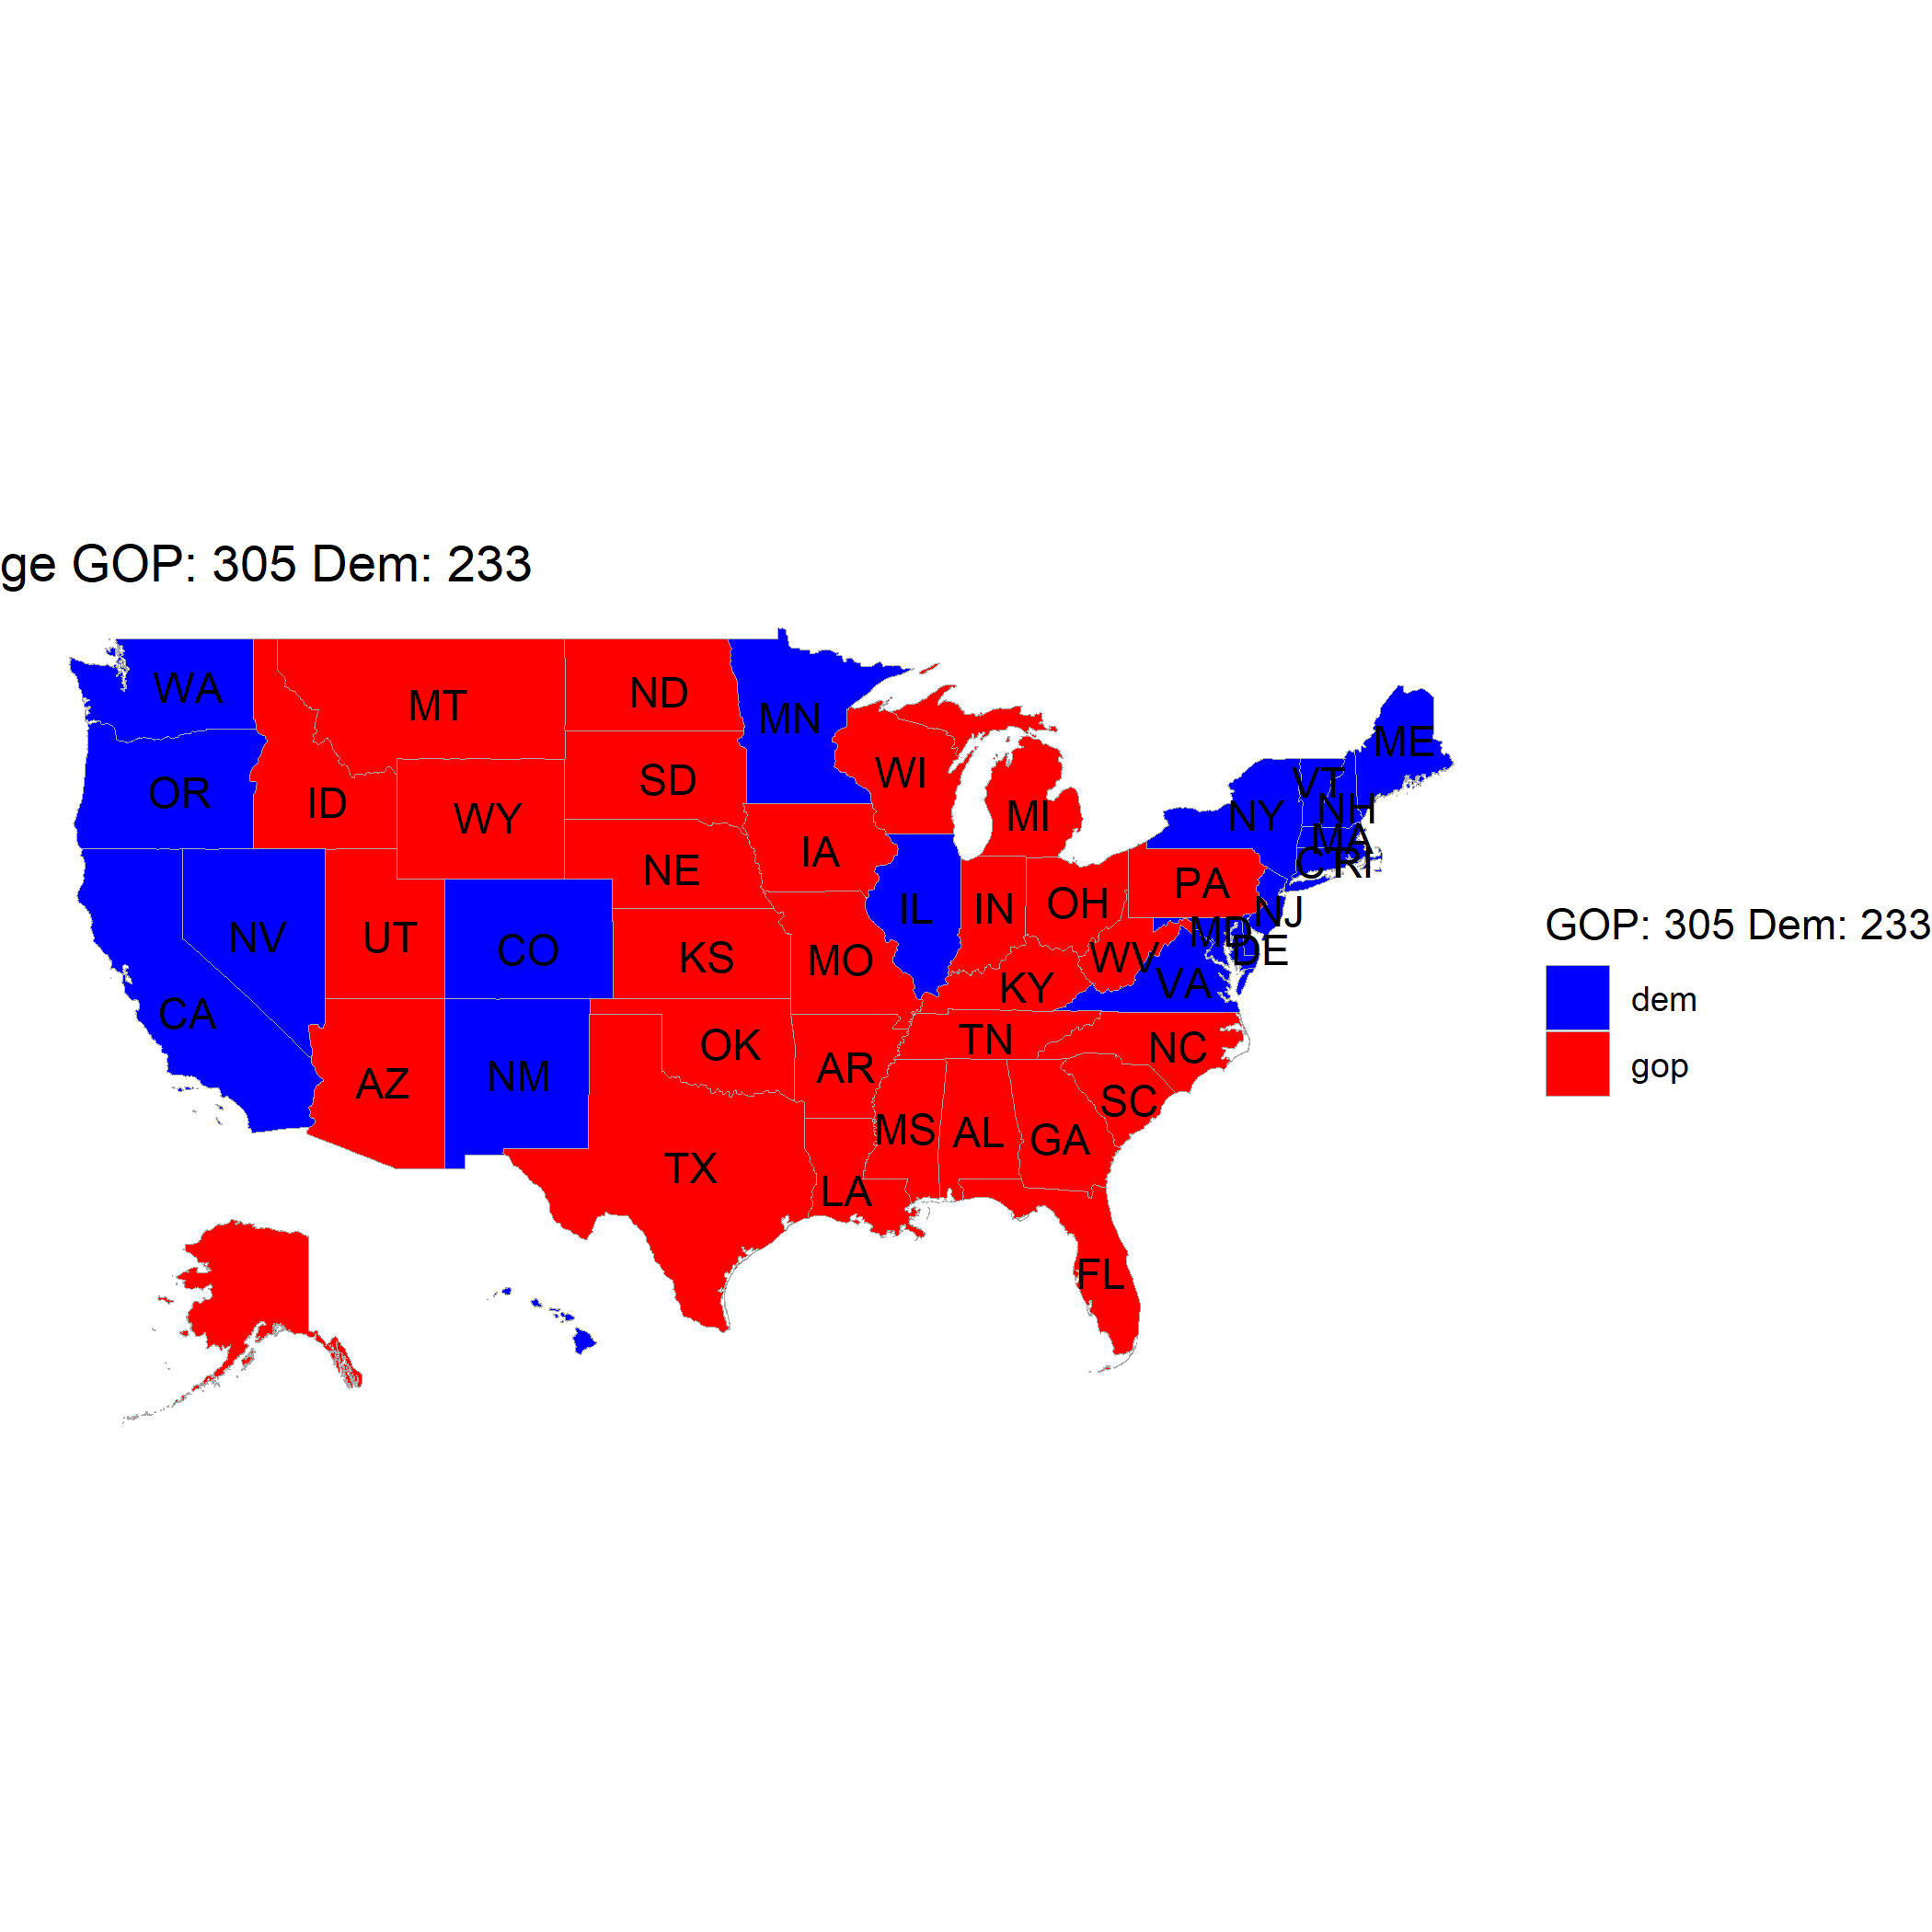 ge GOP: 305 Dem: 233
WA
MT
ND
MN
ME
OR
ID
WY
SD
WI
MI
NY
VT
NH
MA
C
RI
NE
IA
PA
NV
UT
CO
KS
MO
IL
IN
OH
NJ
MD
DE
WV
VA
CA
AZ
NM
OK
AR
KY
TN
NC
SC
TX
LA
MS
AL
GA
FL
GOP: 305 Dem: 233
dem
gop